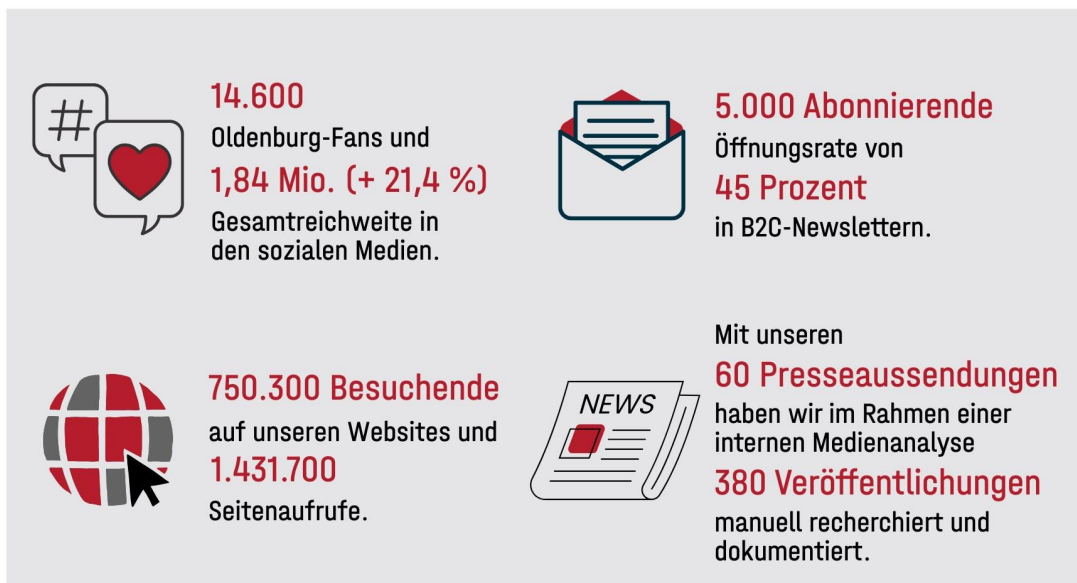 14.600
Oldenburg-Fans und
1,84 Mio. (+ 21,4 %)
Gesamtreichweite in
den sozialen Medien.
5.000 Abonnierende
Öffnungsrate von
45 Prozent
in B2C-Newslettern.
750.300 Besuchende
auf unseren Websites und
1.431.700
Seitenaufrufe.
NEWS
Mit unseren
60 Presseaussendungen
haben wir im Rahmen einer
internen Medienanalyse
380 Veröffentlichungen
manuell recherchiert und
dokumentiert.